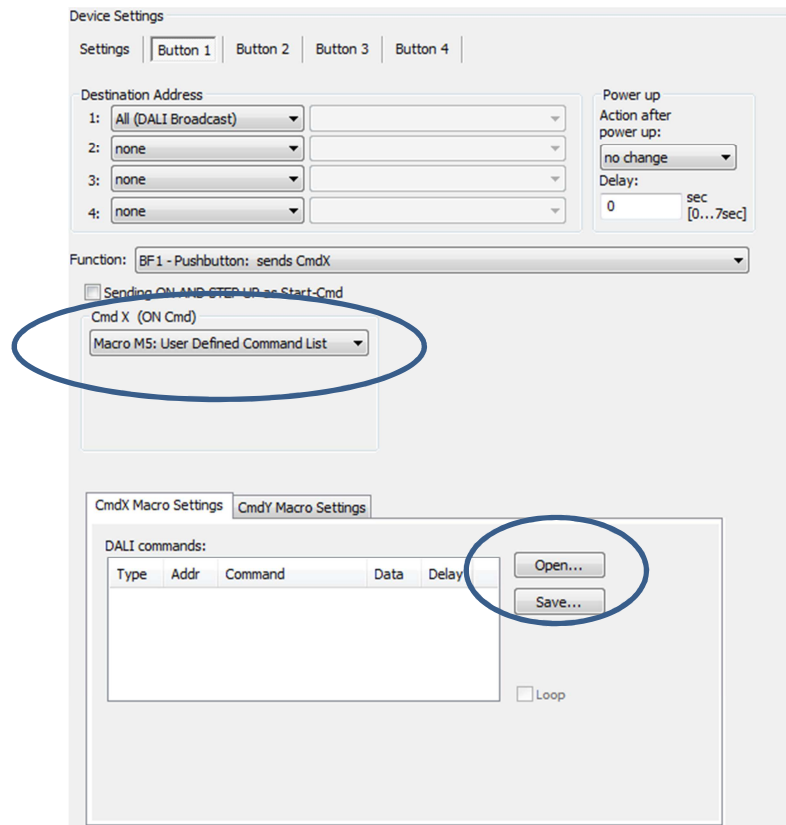 Device Settings
Settings Button 1 Button 2 Button 3 Button 4
Destination Address
1: All (DALI Broadcast)
2: none
3: none
4: none
Power up
Action after
power up:
no change
Delay:
0 sec
[0...7sec]
Function: BF1 - Pushbutton: sends CmdX
Sending ON AND STEP UP as Start-Cmd
Cmd X (ON Cmd)
Macro M5: User Defined Command List
CmdX Macro Settings CmdY Macro Settings
DALI commands:
Type Addr Command Data Delay
Open...
Save...
Loop